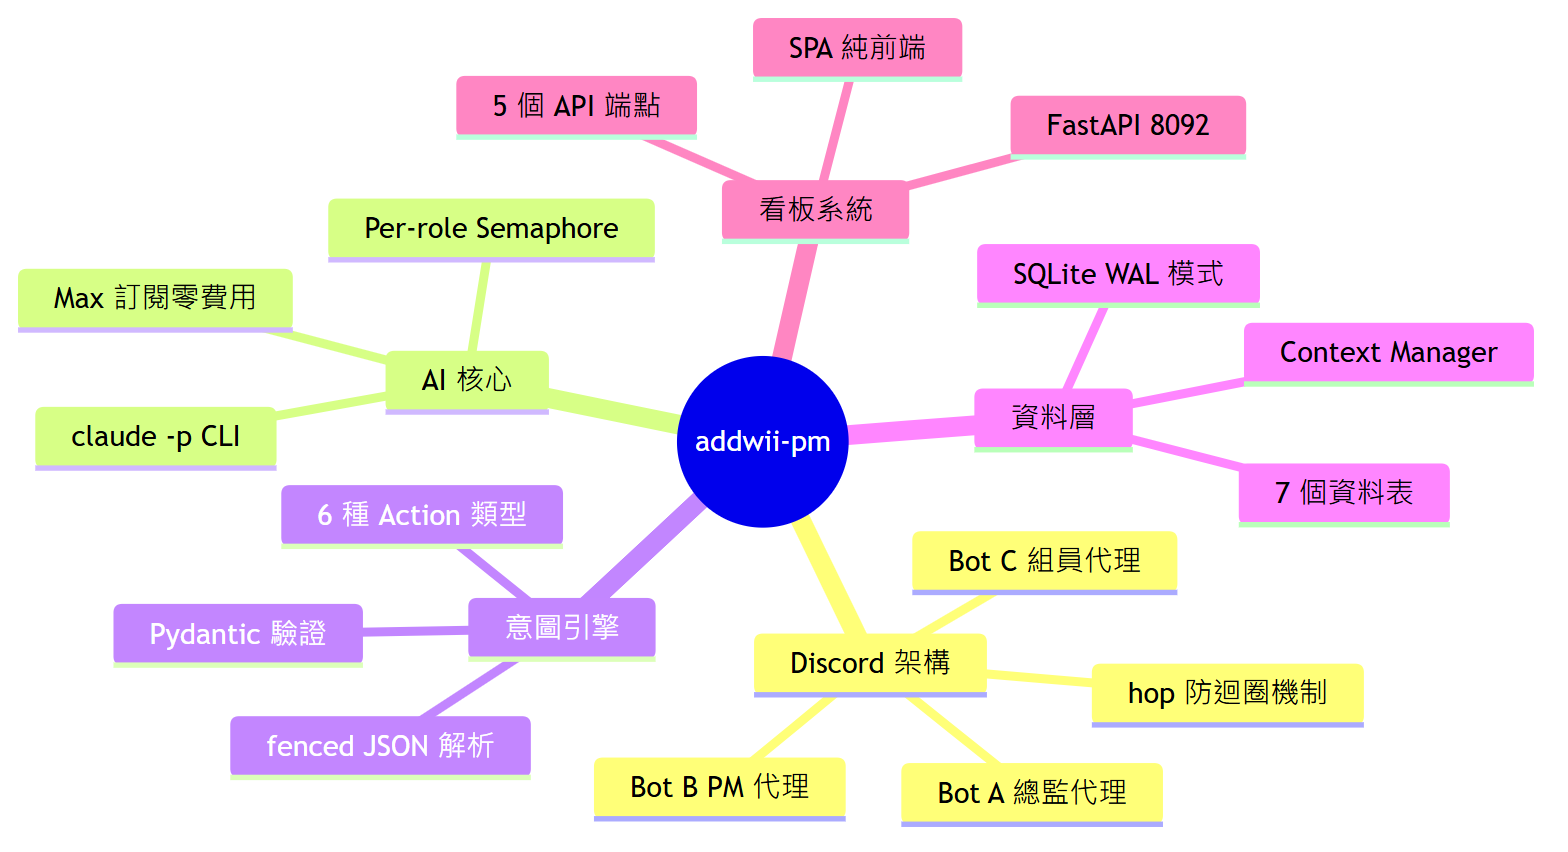 SPA 純前端
5 個 API 端點
FastAPI 8092
看板系統
Per-role Semaphore
Max 訂閱零費用
AI 核心
claude -p CLI
SQLite WAL 模式
Context Manager
資料層
7 個資料表
addwii-pm
6 種 Action 類型
Pydantic 驗證
意圖引擎
fenced JSON 解析
Bot C 組員代理
Discord 架構
hop 防迴圈機制
Bot B PM 代理
Bot A 總監代理